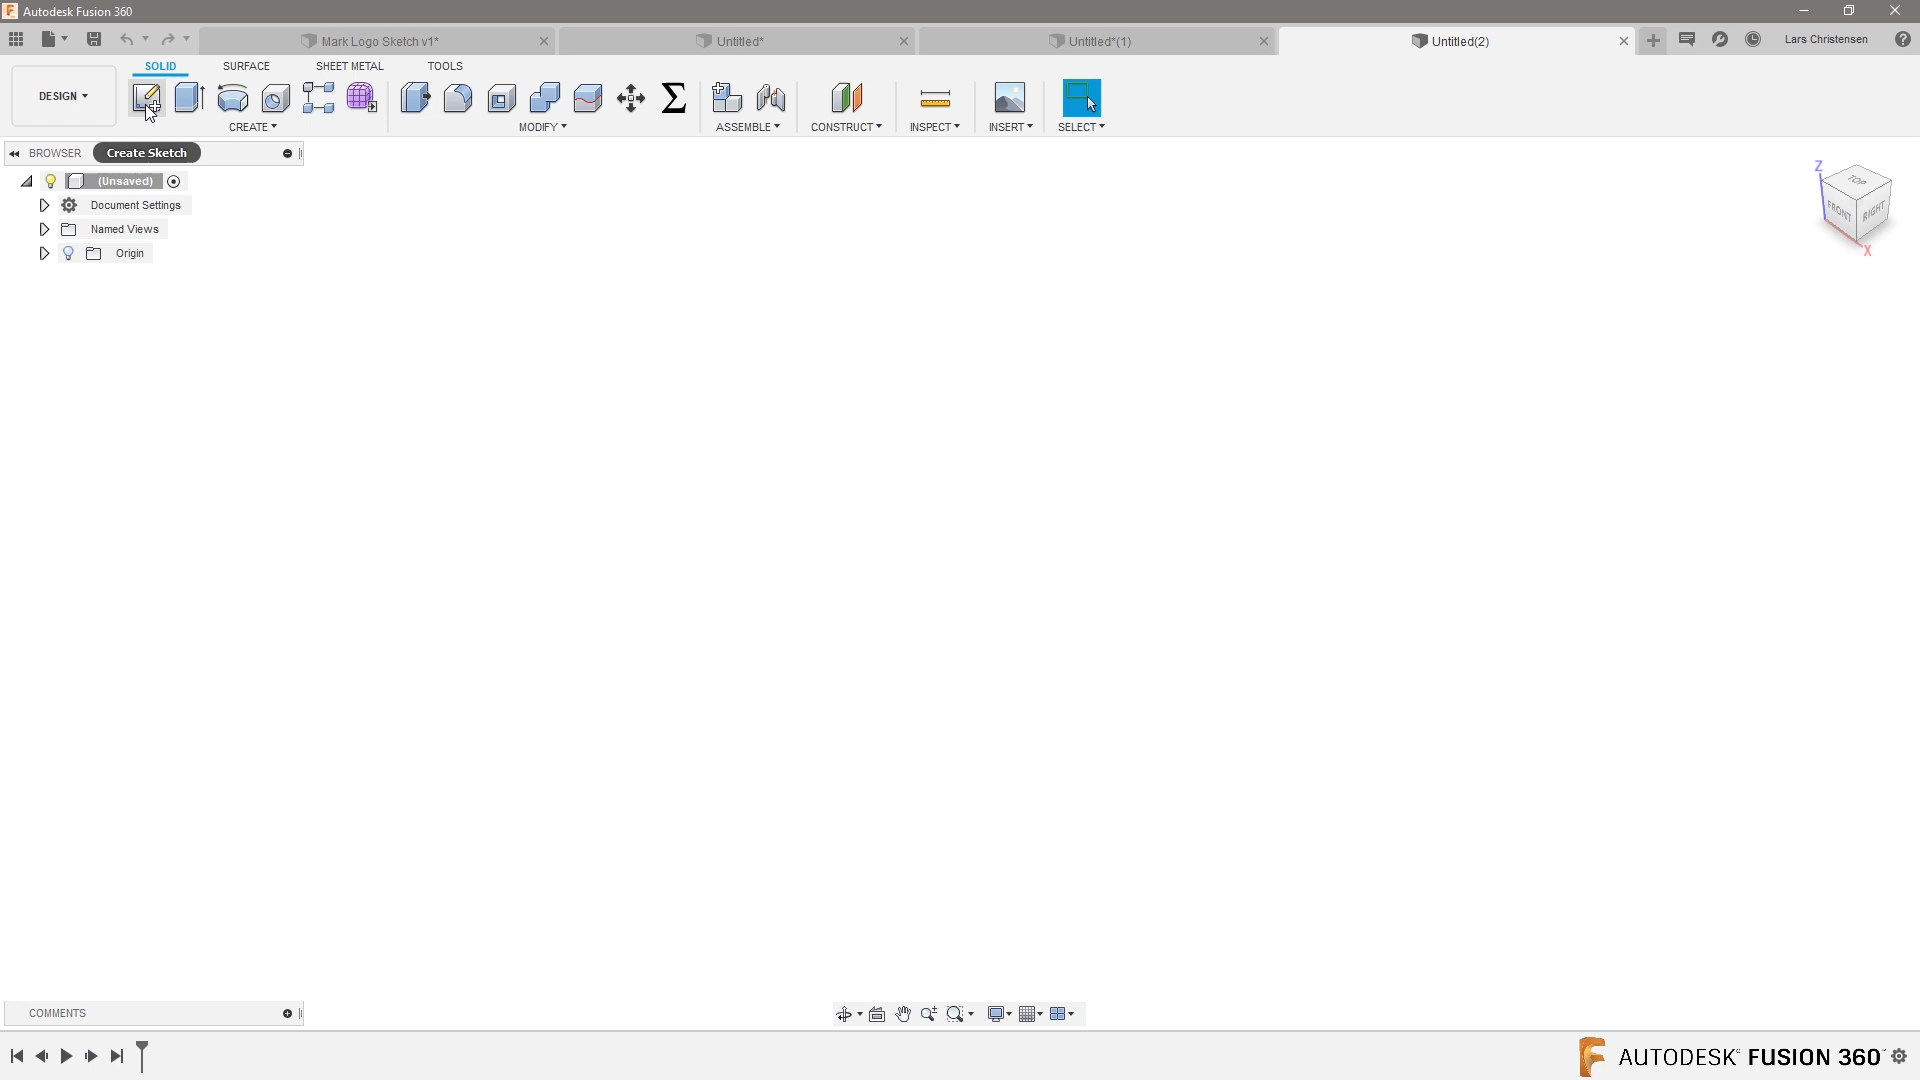 Autodesk Fusion 360
Mark Logo Sketch v1*
Untitled*
Untitled*(1)
Untitled(2)
Lars Christensen
SOLID
SURFACE
SHEET METAL
TOOLS
DESIGN
CREATE
MODIFY
ASSEMBLE
CONSTRUCT
INSPECT
INSERT
SELECT
BROWSER
Create Sketch
(Unsaved)
Document Settings
Named Views
Origin
Z
TOP
FRONT
RIGHT
X
COMMENTS
AUTODESK FUSION 360